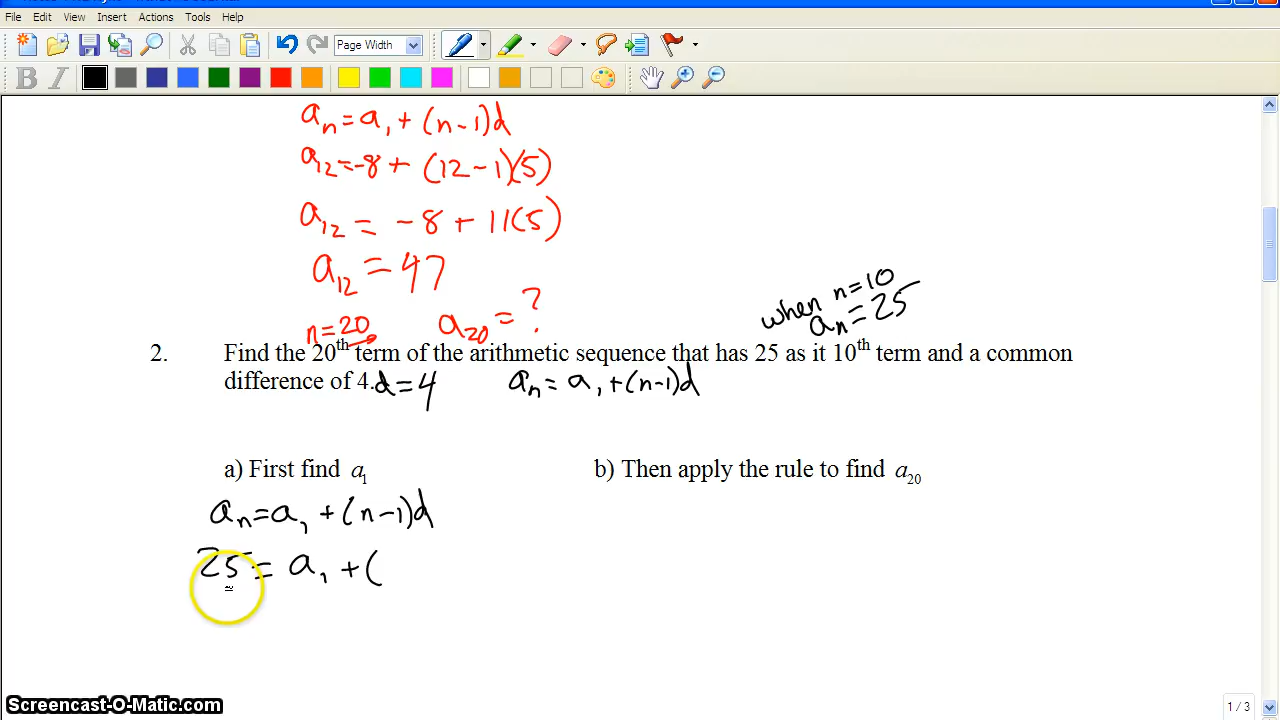 File Edit View Insert Actions Tools Help
Page Width
B I
aₙ = a₁ + (n-1)d
a₁₂ = -8 + (12-1)(5)
a₁₂ = -8 + 11(5)
a₁₂ = 47
when n=10
aₙ = 25
n=20 a₂₀ = ?
2. Find the 20th term of the arithmetic sequence that has 25 as it 10th term and a common
difference of 4. d=4 aₙ = a₁ + (n-1)d
a) First find a₁ b) Then apply the rule to find a₂₀
aₙ = a₁ + (n-1)d
25 = a₁ + (
Screencast-O-Matic.com 1 / 3